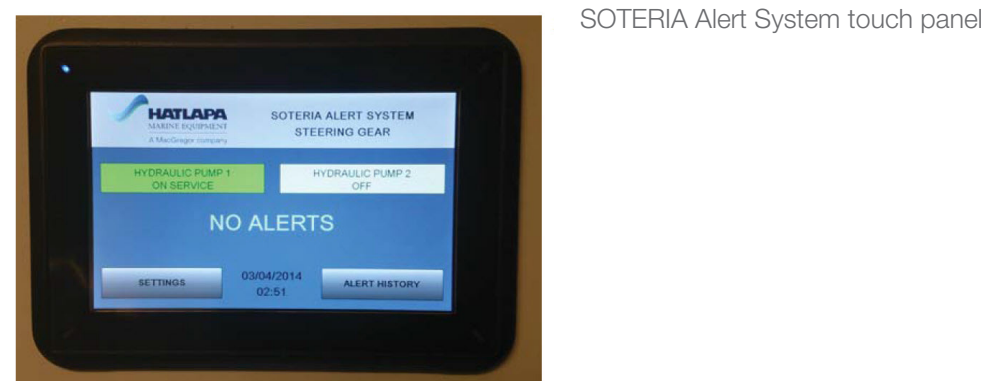 SOTERIA Alert System touch panel
HATLAPA
MARINE EQUIPMENT
A MacGregor company
SOTERIA ALERT SYSTEM
STEERING GEAR
HYDRAULIC PUMP 1
ON SERVICE
HYDRAULIC PUMP 2
OFF
NO ALERTS
SETTINGS
03/04/2014
02:51
ALERT HISTORY